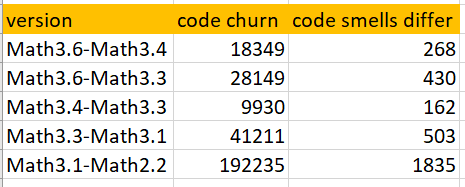 version code churn code smells differ
Math3.6-Math3.4 18349 268
Math3.6-Math3.3 28149 430
Math3.4-Math3.3 9930 162
Math3.3-Math3.1 41211 503
Math3.1-Math2.2 192235 1835